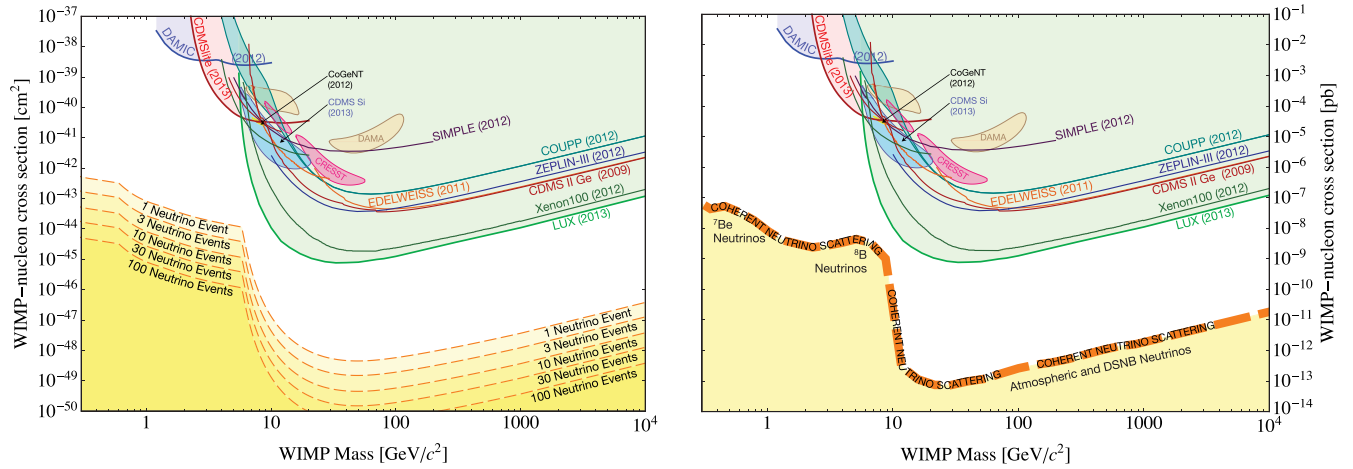 10⁻³⁷
10⁻³⁸
10⁻³⁹
10⁻⁴⁰
10⁻⁴¹
10⁻⁴²
10⁻⁴³
10⁻⁴⁴
10⁻⁴⁵
10⁻⁴⁶
10⁻⁴⁷
10⁻⁴⁸
10⁻⁴⁹
10⁻⁵⁰
WIMP−nucleon cross section [cm²]
DAMIC (2012)
CDMSlite (2013)
CoGeNT
(2012)
CDMS Si
(2013)
DAMA
CRESST
SIMPLE (2012)
COUPP (2012)
ZEPLIN-III (2012)
CDMS II Ge (2009)
EDELWEISS (2011)
Xenon100 (2012)
LUX (2013)
1 Neutrino Event
3 Neutrino Events
10 Neutrino Events
30 Neutrino Events
100 Neutrino Events
1 Neutrino Event
3 Neutrino Events
10 Neutrino Events
30 Neutrino Events
100 Neutrino Events
1
10
100
1000
10⁴
WIMP Mass [GeV/c²]
DAMIC (2012)
CDMSlite (2013)
CoGeNT
(2012)
CDMS Si
(2013)
DAMA
CRESST
SIMPLE (2012)
COUPP (2012)
ZEPLIN-III (2012)
CDMS II Ge (2009)
EDELWEISS (2011)
Xenon100 (2012)
LUX (2013)
COHERENT NEUTRINO SCATTERING
⁷Be
Neutrinos
⁸B
Neutrinos
COHERENT NEUTRINO SCATTERING
COHERENT NEUTRINO SCATTERING
Atmospheric and DSNB Neutrinos
1
10
100
1000
10⁴
WIMP Mass [GeV/c²]
10⁻¹
10⁻²
10⁻³
10⁻⁴
10⁻⁵
10⁻⁶
10⁻⁷
10⁻⁸
10⁻⁹
10⁻¹⁰
10⁻¹¹
10⁻¹²
10⁻¹³
10⁻¹⁴
WIMP−nucleon cross section [pb]